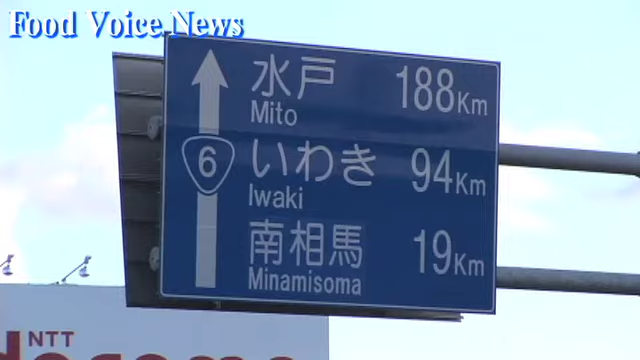 Food Voice News
水戸 188Km
Mito
6
いわき 94Km
Iwaki
南相馬 19Km
Minamisoma
NTT
docomo